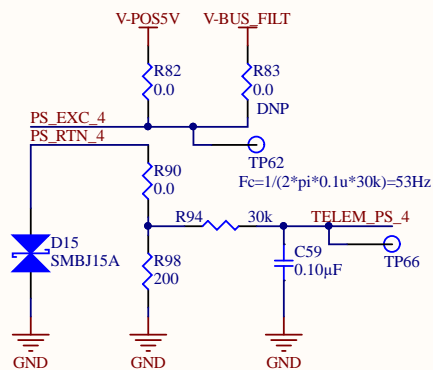 V-POS5V V-BUS_FILT
R82 R83
0.0 0.0
DNP
PS_EXC_4
PS_RTN_4
TP62
R90
0.0
Fc=1/(2*pi*0.1u*30k)=53Hz
R94 30k TELEM_PS_4
D15
SMBJ15A
R98
200
C59
0.10µF
TP66
GND GND GND